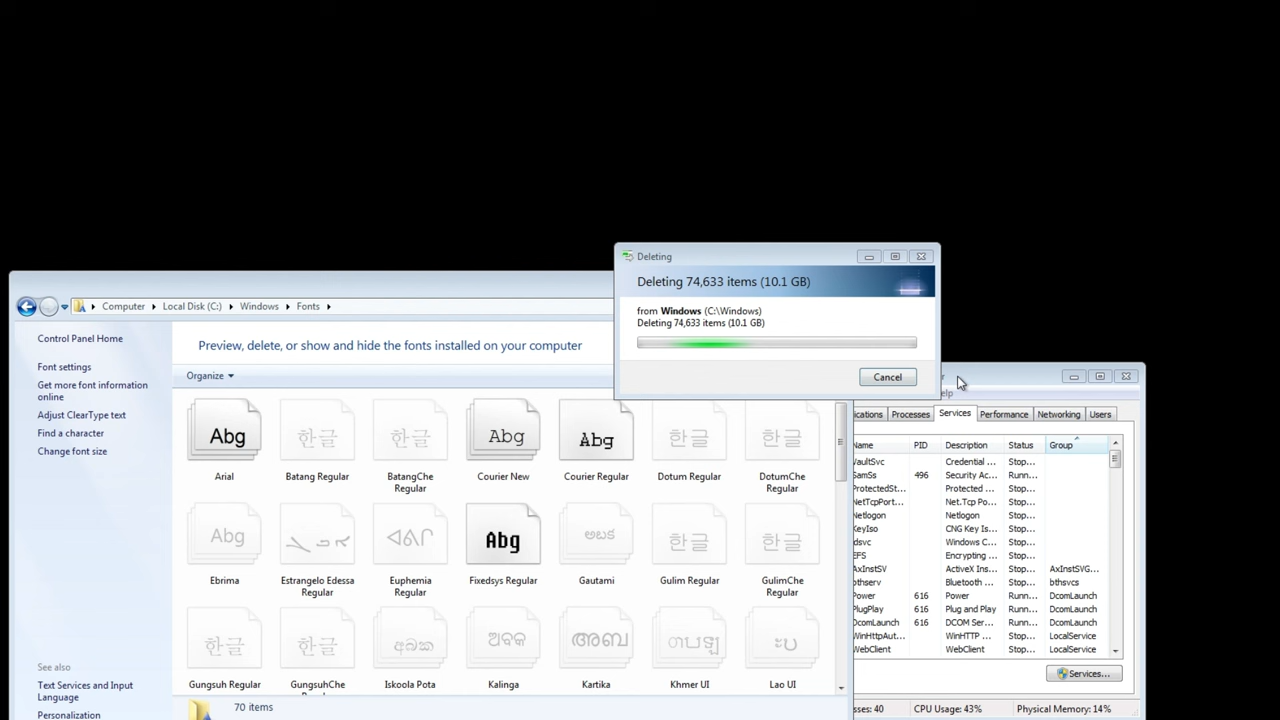 Deleting
Deleting 74,633 items (10.1 GB)
from Windows (C:\Windows)
Deleting 74,633 items (10.1 GB)
Cancel
Computer Local Disk (C:) Windows Fonts
Control Panel Home
Font settings
Get more font information
online
Adjust ClearType text
Find a character
Change font size
See also
Text Services and Input
Language
Personalization
Preview, delete, or show and hide the fonts installed on your computer
Organize
Abg 한글 한글 Abg Abg 한글 한글
Arial Batang Regular BatangChe Courier New Courier Regular Dotum Regular DotumChe
Regular Regular
Abg Abg 한글 한글
Ebrima Estrangelo Edessa Euphemia Fixedsys Regular Gautami Gulim Regular GulimChe
Regular Regular Regular
한글 한글
Gungsuh Regular GungsuhChe Iskoola Pota Kalinga Kartika Khmer UI Lao UI
70 items
elp
ications Processes Services Performance Networking Users
Name PID Description Status Group
VaultSvc Credential ... Stop...
SamSs 496 Security Ac... Runn...
ProtectedSt... Protected ... Stop...
NetTcpPort... Net.Tcp Po... Stop...
Netlogon Netlogon Stop...
KeyIso CNG Key Is... Stop...
idsvc Windows C... Stop...
EFS Encrypting ... Stop...
AxInstSV ActiveX Ins... Stop... AxInstSVG...
bthserv Bluetooth ... Stop... bthsvcs
Power 616 Power Runn... DcomLaunch
PlugPlay 616 Plug and Play Runn... DcomLaunch
DcomLaunch 616 DCOM Ser... Runn... DcomLaunch
WinHttpAut... WinHTTP ... Stop... LocalService
WebClient WebClient Stop... LocalService
Services...
sses: 40 CPU Usage: 43% Physical Memory: 14%